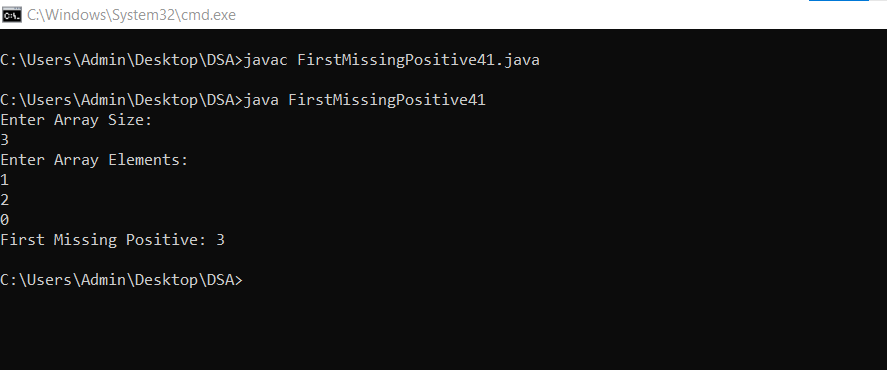 C:\Windows\System32\cmd.exe
C:\Users\Admin\Desktop\DSA>javac FirstMissingPositive41.java
C:\Users\Admin\Desktop\DSA>java FirstMissingPositive41
Enter Array Size:
3
Enter Array Elements:
1
2
0
First Missing Positive: 3
C:\Users\Admin\Desktop\DSA>